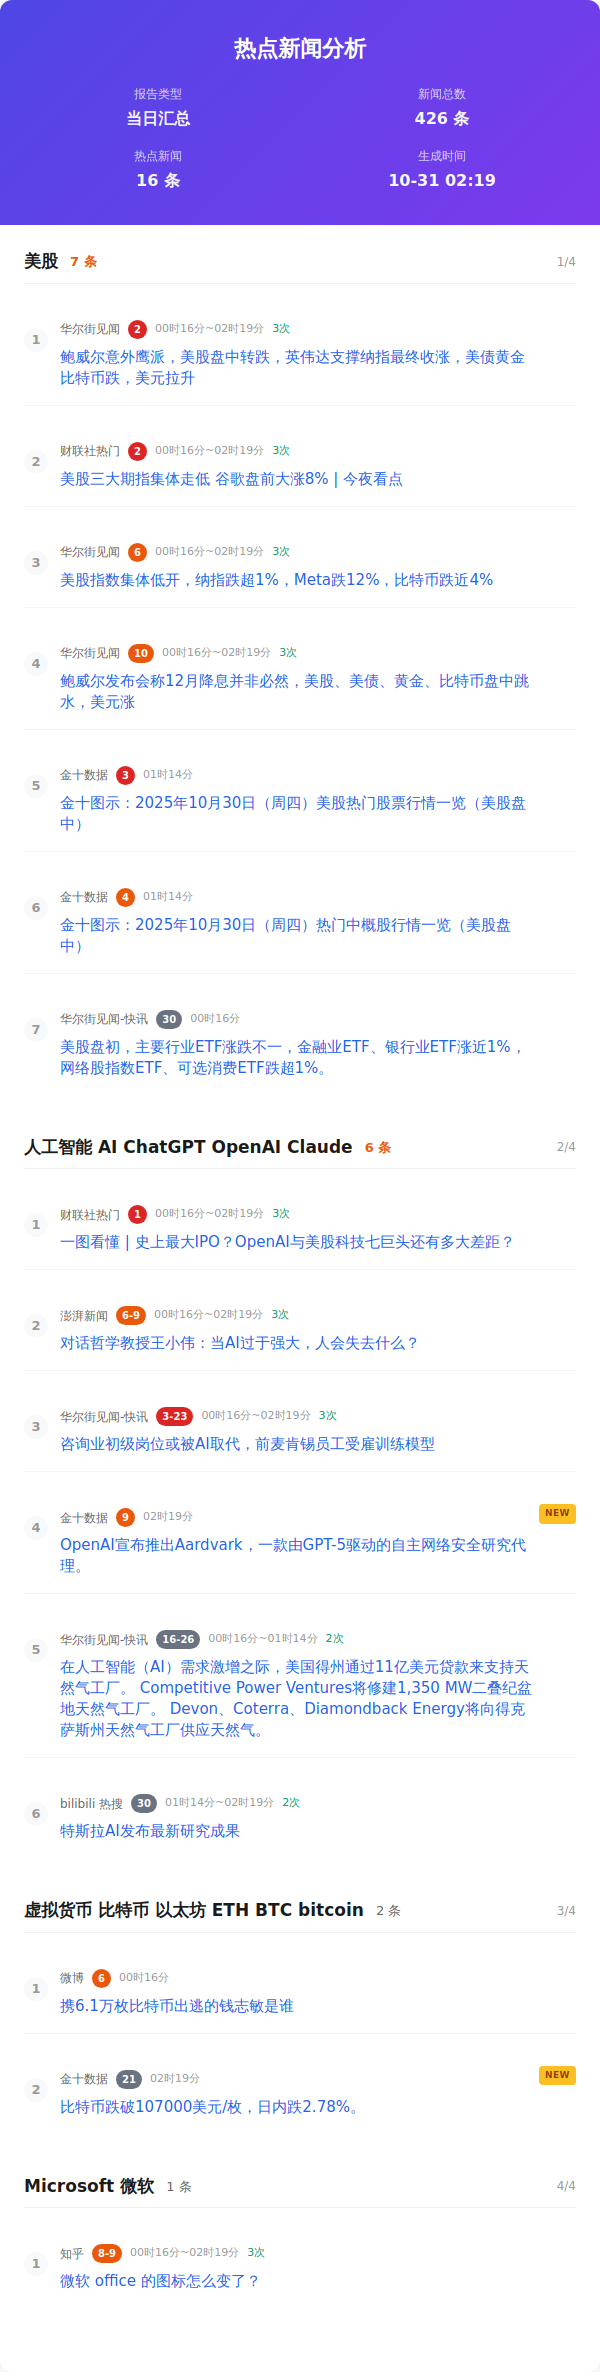 热点新闻分析
报告类型
新闻总数
当日汇总
426 条
热点新闻
生成时间
16 条
10-31 02:19
美股 7 条 1/4
1
华尔街见闻 2 00时16分~02时19分 3次
鲍威尔意外鹰派，美股盘中转跌，英伟达支撑纳指最终收涨，美债黄金
比特币跌，美元拉升
2
财联社热门 2 00时16分~02时19分 3次
美股三大期指集体走低 谷歌盘前大涨8% | 今夜看点
3
华尔街见闻 6 00时16分~02时19分 3次
美股指数集体低开，纳指跌超1%，Meta跌12%，比特币跌近4%
4
华尔街见闻 10 00时16分~02时19分 3次
鲍威尔发布会称12月降息并非必然，美股、美债、黄金、比特币盘中跳
水，美元涨
5
金十数据 3 01时14分
金十图示：2025年10月30日（周四）美股热门股票行情一览（美股盘
中）
6
金十数据 4 01时14分
金十图示：2025年10月30日（周四）热门中概股行情一览（美股盘
中）
7
华尔街见闻-快讯 30 00时16分
美股盘初，主要行业ETF涨跌不一，金融业ETF、银行业ETF涨近1%，
网络股指数ETF、可选消费ETF跌超1%。
人工智能 AI ChatGPT OpenAI Claude 6 条 2/4
1
财联社热门 1 00时16分~02时19分 3次
一图看懂 | 史上最大IPO？OpenAI与美股科技七巨头还有多大差距？
2
澎湃新闻 6-9 00时16分~02时19分 3次
对话哲学教授王小伟：当AI过于强大，人会失去什么？
3
华尔街见闻-快讯 3-23 00时16分~02时19分 3次
咨询业初级岗位或被AI取代，前麦肯锡员工受雇训练模型
4
金十数据 9 02时19分 NEW
OpenAI宣布推出Aardvark，一款由GPT-5驱动的自主网络安全研究代
理。
5
华尔街见闻-快讯 16-26 00时16分~01时14分 2次
在人工智能（AI）需求激增之际，美国得州通过11亿美元贷款来支持天
然气工厂。 Competitive Power Ventures将修建1,350 MW二叠纪盆
地天然气工厂。 Devon、Coterra、Diamondback Energy将向得克
萨斯州天然气工厂供应天然气。
6
bilibili 热搜 30 01时14分~02时19分 2次
特斯拉AI发布最新研究成果
虚拟货币 比特币 以太坊 ETH BTC bitcoin 2 条 3/4
1
微博 6 00时16分
携6.1万枚比特币出逃的钱志敏是谁
2
金十数据 21 02时19分 NEW
比特币跌破107000美元/枚，日内跌2.78%。
Microsoft 微软 1 条 4/4
1
知乎 8-9 00时16分~02时19分 3次
微软 office 的图标怎么变了？